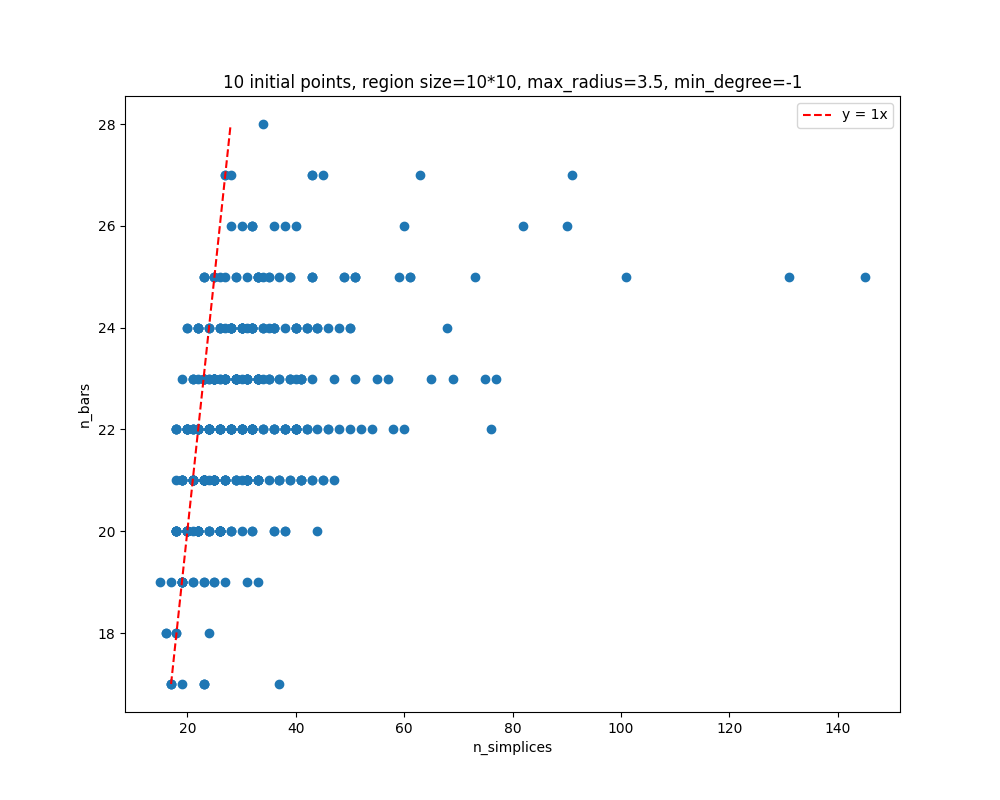 10 initial points, region size=10*10, max_radius=3.5, min_degree=-1
y = 1x
28
26
24
22
20
18
n_bars
20 40 60 80 100 120 140
n_simplices